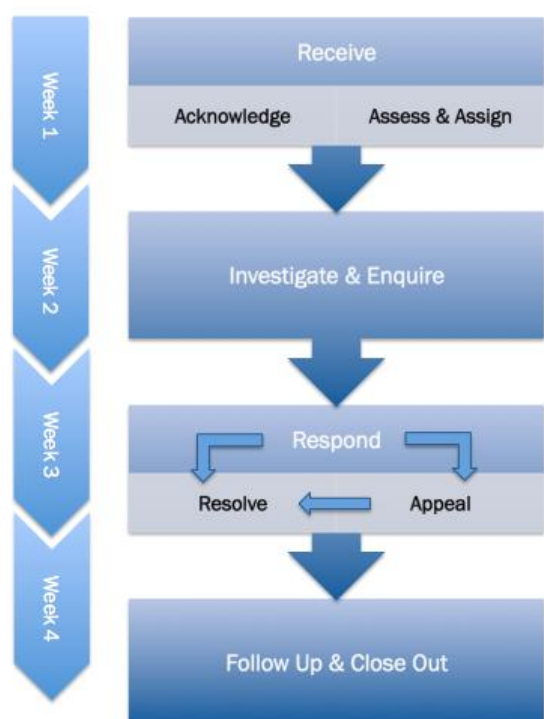 Week 1
Receive
Acknowledge
Assess & Assign
Week 2
Investigate & Enquire
Week 3
Respond
Resolve
Appeal
Week 4
Follow Up & Close Out